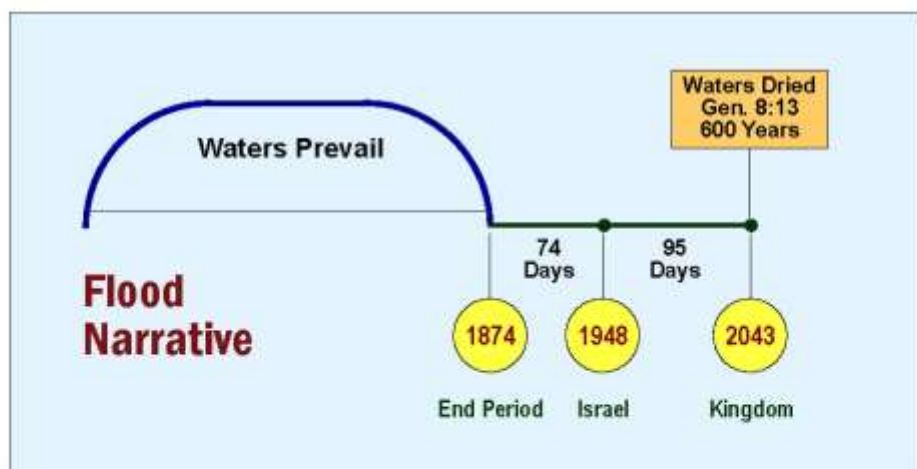 Waters Dried
Gen. 8:13
600 Years
Waters Prevail
74
Days
95
Days
Flood
Narrative
1874
1948
2043
End Period
Israel
Kingdom